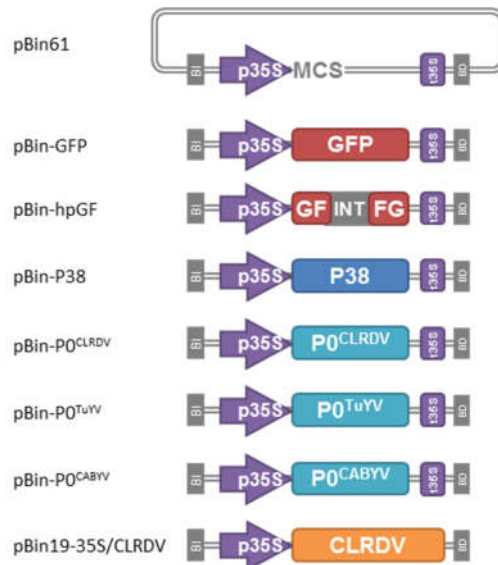 pBin61 BI p35S MCS t35S BD
pBin-GFP BI p35S GFP t35S BD
pBin-hpGF BI p35S GF INT FG t35S BD
pBin-P38 BI p35S P38 t35S BD
pBin-P0CLRDV BI p35S P0CLRDV t35S BD
pBin-P0TuYV BI p35S P0TuYV t35S BD
pBin-P0CABYV BI p35S P0CABYV t35S BD
pBin19-35S/CLRDV BI p35S CLRDV BD